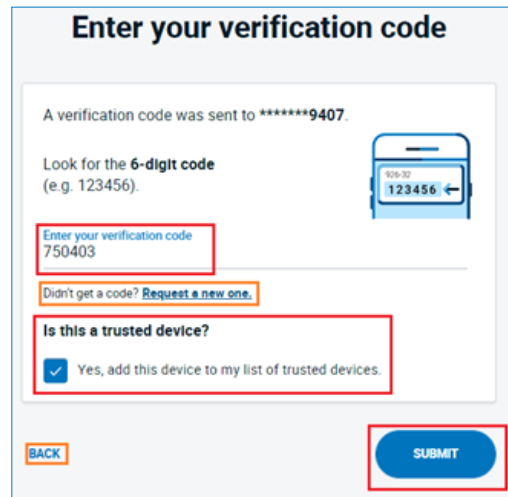 Enter your verification code
A verification code was sent to *******9407.
Look for the 6-digit code
(e.g. 123456).
926-32
123456
Enter your verification code
750403
Didn't get a code? Request a new one.
Is this a trusted device?
Yes, add this device to my list of trusted devices.
BACK
SUBMIT